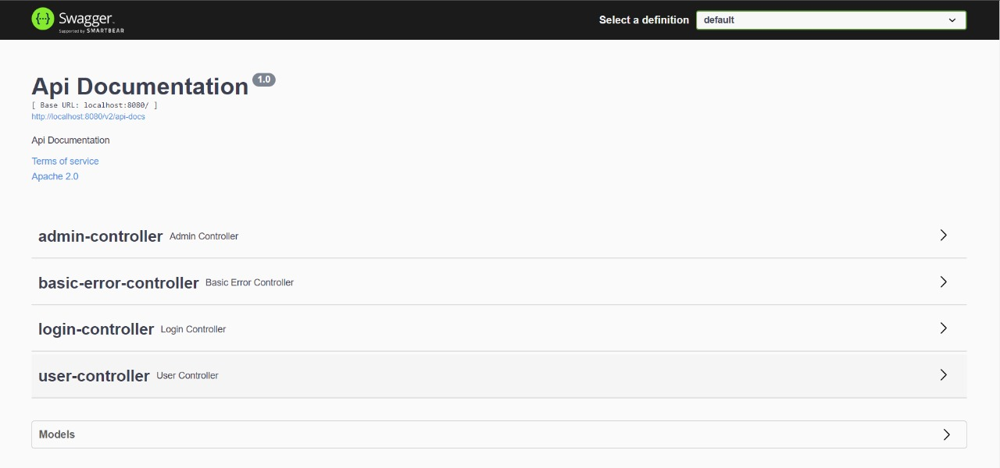 Swagger
Supported by SMARTBEAR
Select a definition
default
Api Documentation 1.0
[ Base URL: localhost:8080/ ]
http://localhost:8080/v2/api-docs
Api Documentation
Terms of service
Apache 2.0
admin-controller Admin Controller
basic-error-controller Basic Error Controller
login-controller Login Controller
user-controller User Controller
Models